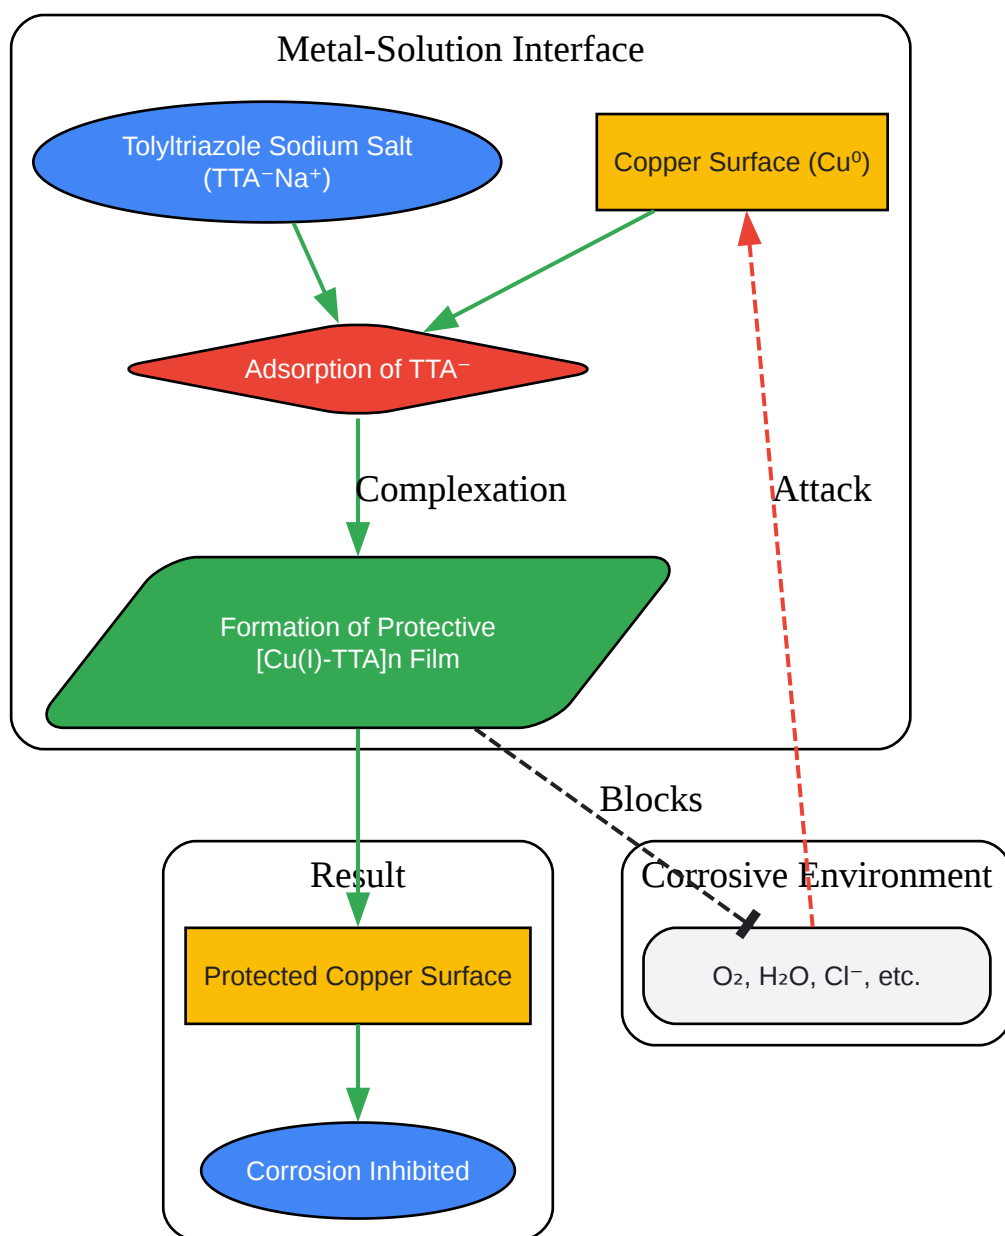 Metal-Solution Interface
Tolyltriazole Sodium Salt
(TTA⁻Na⁺)
Copper Surface (Cu⁰)
Adsorption of TTA⁻
Complexation
Attack
Formation of Protective
[Cu(I)-TTA]n Film
Blocks
Result
Corrosive Environment
Protected Copper Surface
O₂, H₂O, Cl⁻, etc.
Corrosion Inhibited